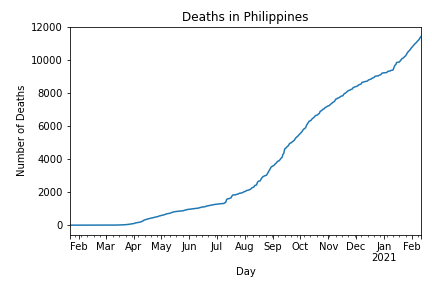 Deaths in Philippines
12000
10000
8000
6000
4000
2000
0
Number of Deaths
Feb Mar Apr May Jun Jul Aug Sep Oct Nov Dec Jan Feb
2021
Day